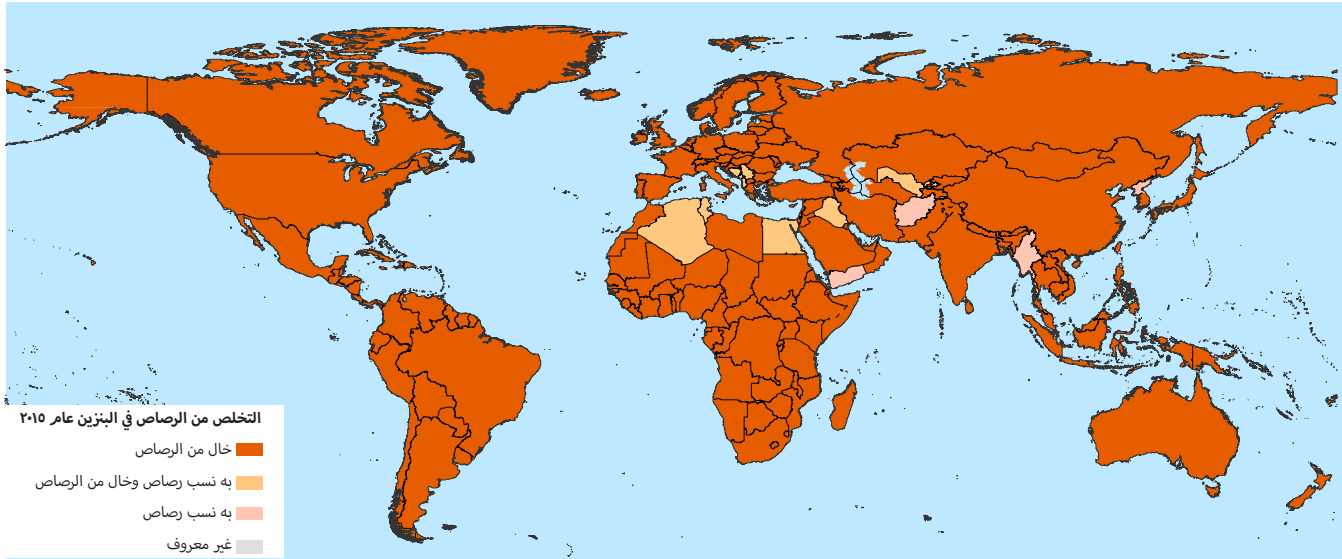 التخلص من الرصاص في البنزين عام ٢٠١٥
خال من الرصاص
به نسب رصاص وخال من الرصاص
به نسب رصاص
غير معروف